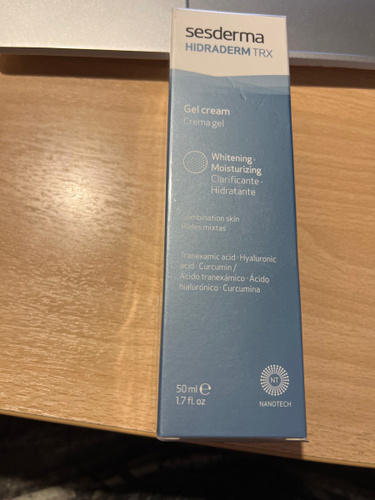 sesderma
HIDRADERM TRX
Gel cream
Crema gel
Whitening ·
Moisturizing
Clarificante ·
Hidratante
Combination skin
Pieles mixtas
Tranexamic acid · Hyaluronic
acid · Curcumin /
Ácido tranexámico · Ácido
hialurónico · Curcumina
50 ml e
1.7 fl. oz
NT
NANOTECH